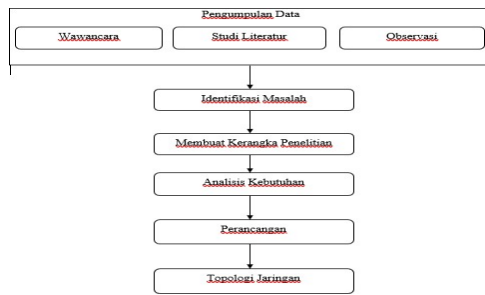 Pengumpulan Data
Wawancara
Studi Literatur
Observasi
Identifikasi Masalah
Membuat Kerangka Penelitian
Analisis Kebutuhan
Perancangan
Topologi Jaringan